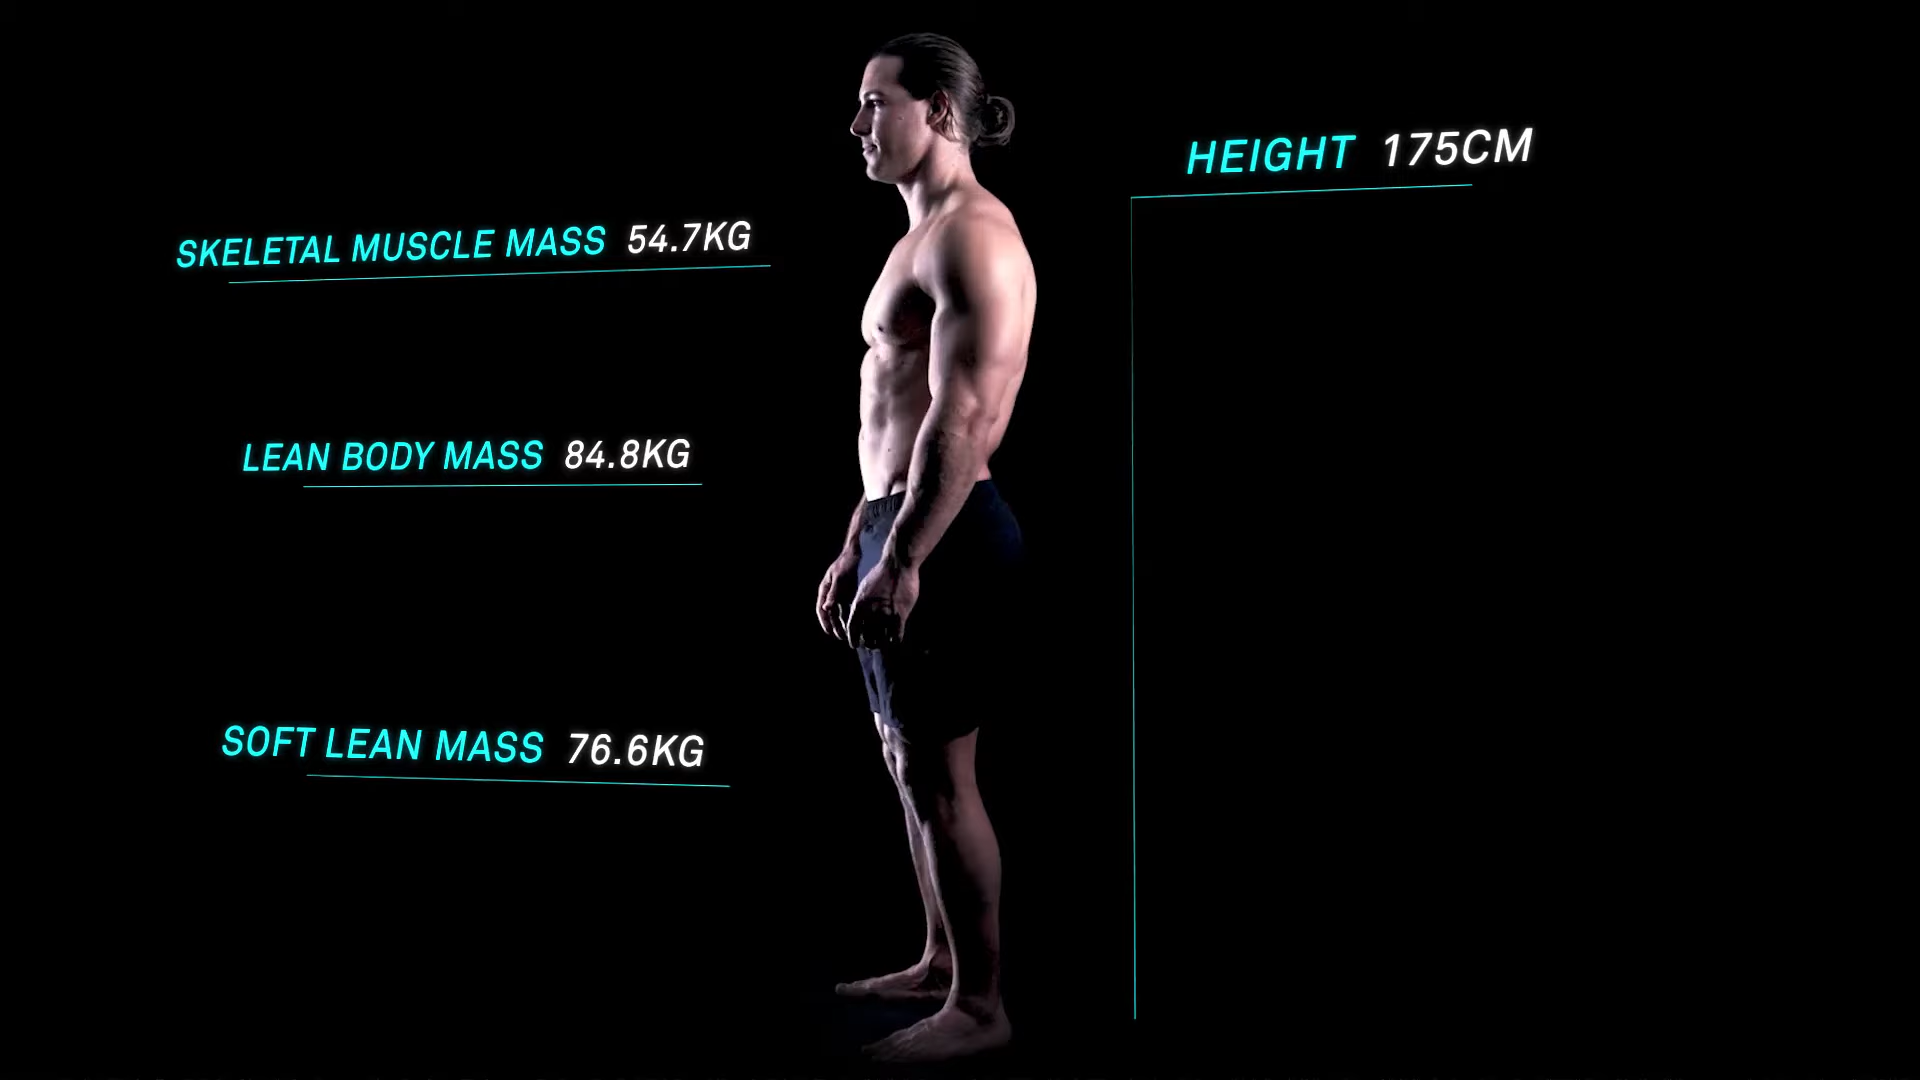 HEIGHT 175CM
SKELETAL MUSCLE MASS 54.7KG
LEAN BODY MASS 84.8KG
SOFT LEAN MASS 76.6KG